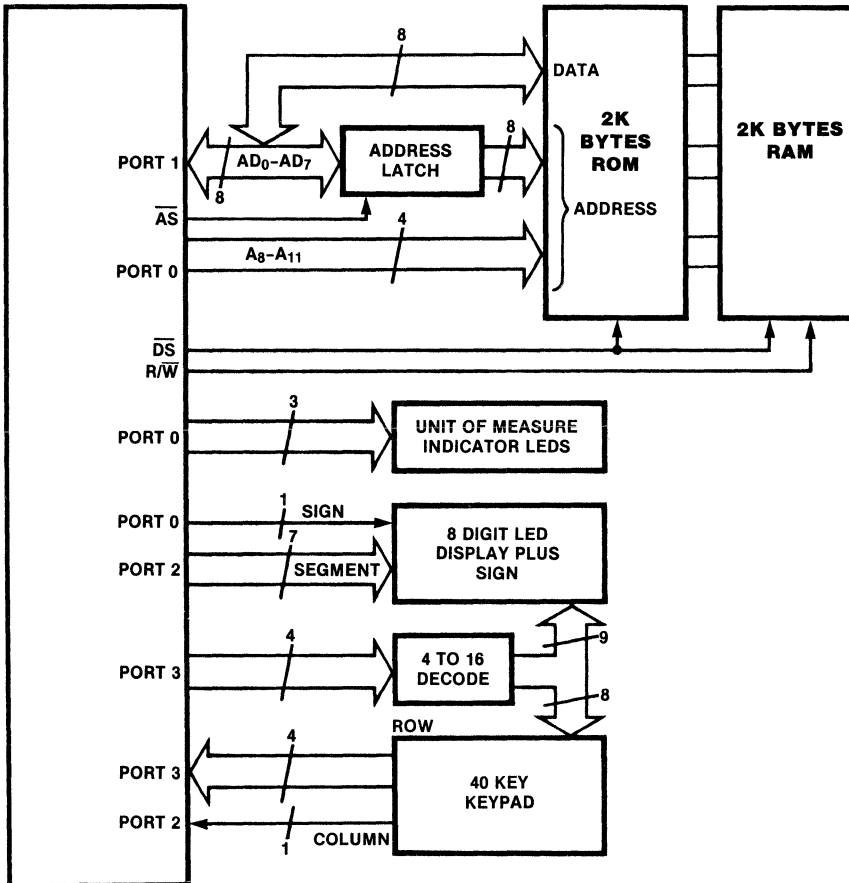 8
DATA
2K
BYTES
ROM
2K BYTES
RAM
PORT 1
AD₀–AD₇
8
ADDRESS
LATCH
8
ADDRESS
A̅S̅
4
A₈–A₁₁
PORT 0
D̅S̅
R/W̅
3
PORT 0
UNIT OF MEASURE
INDICATOR LEDS
1
SIGN
PORT 0
7
SEGMENT
PORT 2
8 DIGIT LED
DISPLAY PLUS
SIGN
9
4
PORT 3
4 TO 16
DECODE
8
ROW
4
PORT 3
40 KEY
KEYPAD
PORT 2
1
COLUMN